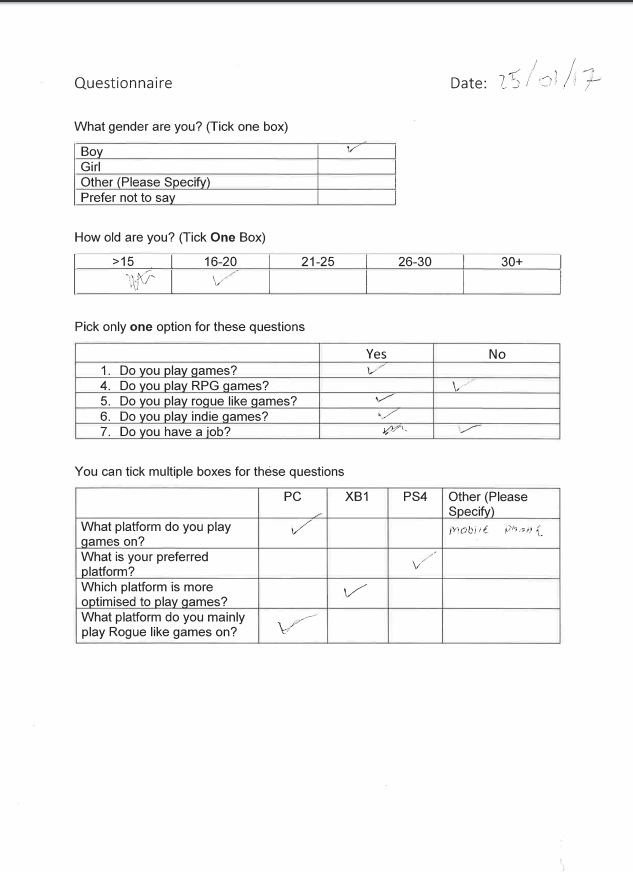 Questionnaire Date: 25/01/17
What gender are you? (Tick one box)
Boy ✓
Girl
Other (Please Specify)
Prefer not to say
How old are you? (Tick One Box)
>15 16-20 21-25 26-30 30+
✓
Pick only one option for these questions
Yes No
1. Do you play games? ✓
4. Do you play RPG games? ✓
5. Do you play rogue like games? ✓
6. Do you play indie games? ✓
7. Do you have a job? ✓
You can tick multiple boxes for these questions
PC XB1 PS4 Other (Please
Specify)
What platform do you play ✓ mobile phone
games on?
What is your preferred ✓
platform?
Which platform is more ✓
optimised to play games?
What platform do you mainly ✓
play Rogue like games on?